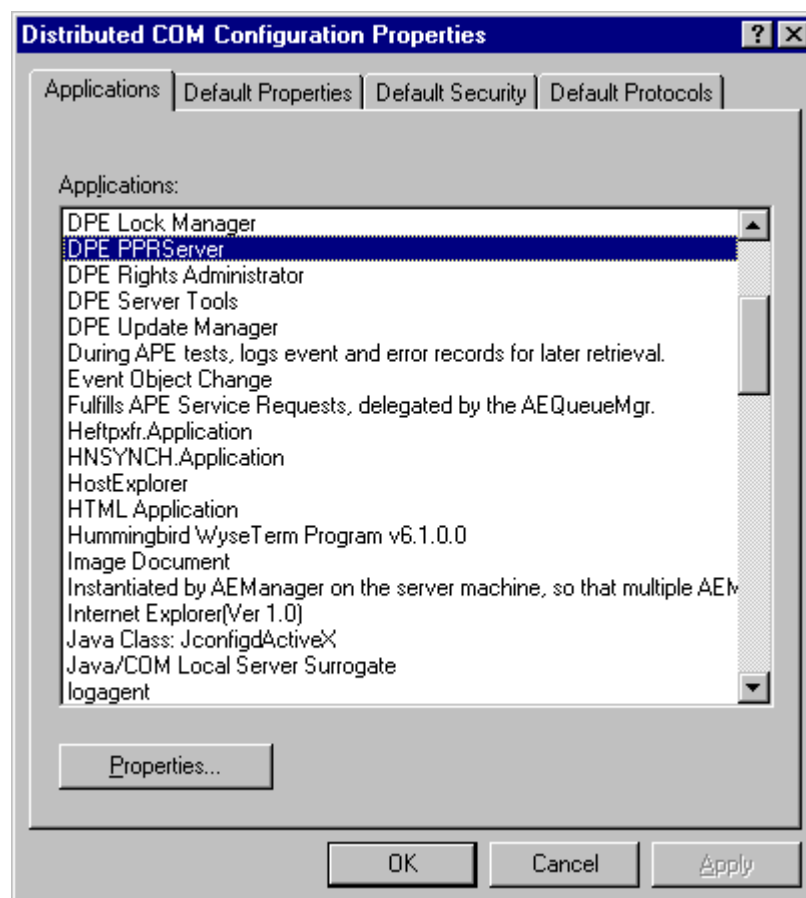 Distributed COM Configuration Properties
Applications Default Properties Default Security Default Protocols
Applications:
DPE Lock Manager
DPE PPRServer
DPE Rights Administrator
DPE Server Tools
DPE Update Manager
During APE tests, logs event and error records for later retrieval.
Event Object Change
Fulfills APE Service Requests, delegated by the AEQueueMgr.
Heftpxfr.Application
HNSYNCH.Application
HostExplorer
HTML Application
Hummingbird WyseTerm Program v6.1.0.0
Image Document
Instantiated by AEManager on the server machine, so that multiple AEM
Internet Explorer(Ver 1.0)
Java Class: JconfigdActiveX
Java/COM Local Server Surrogate
logagent
Properties...
OK Cancel Apply